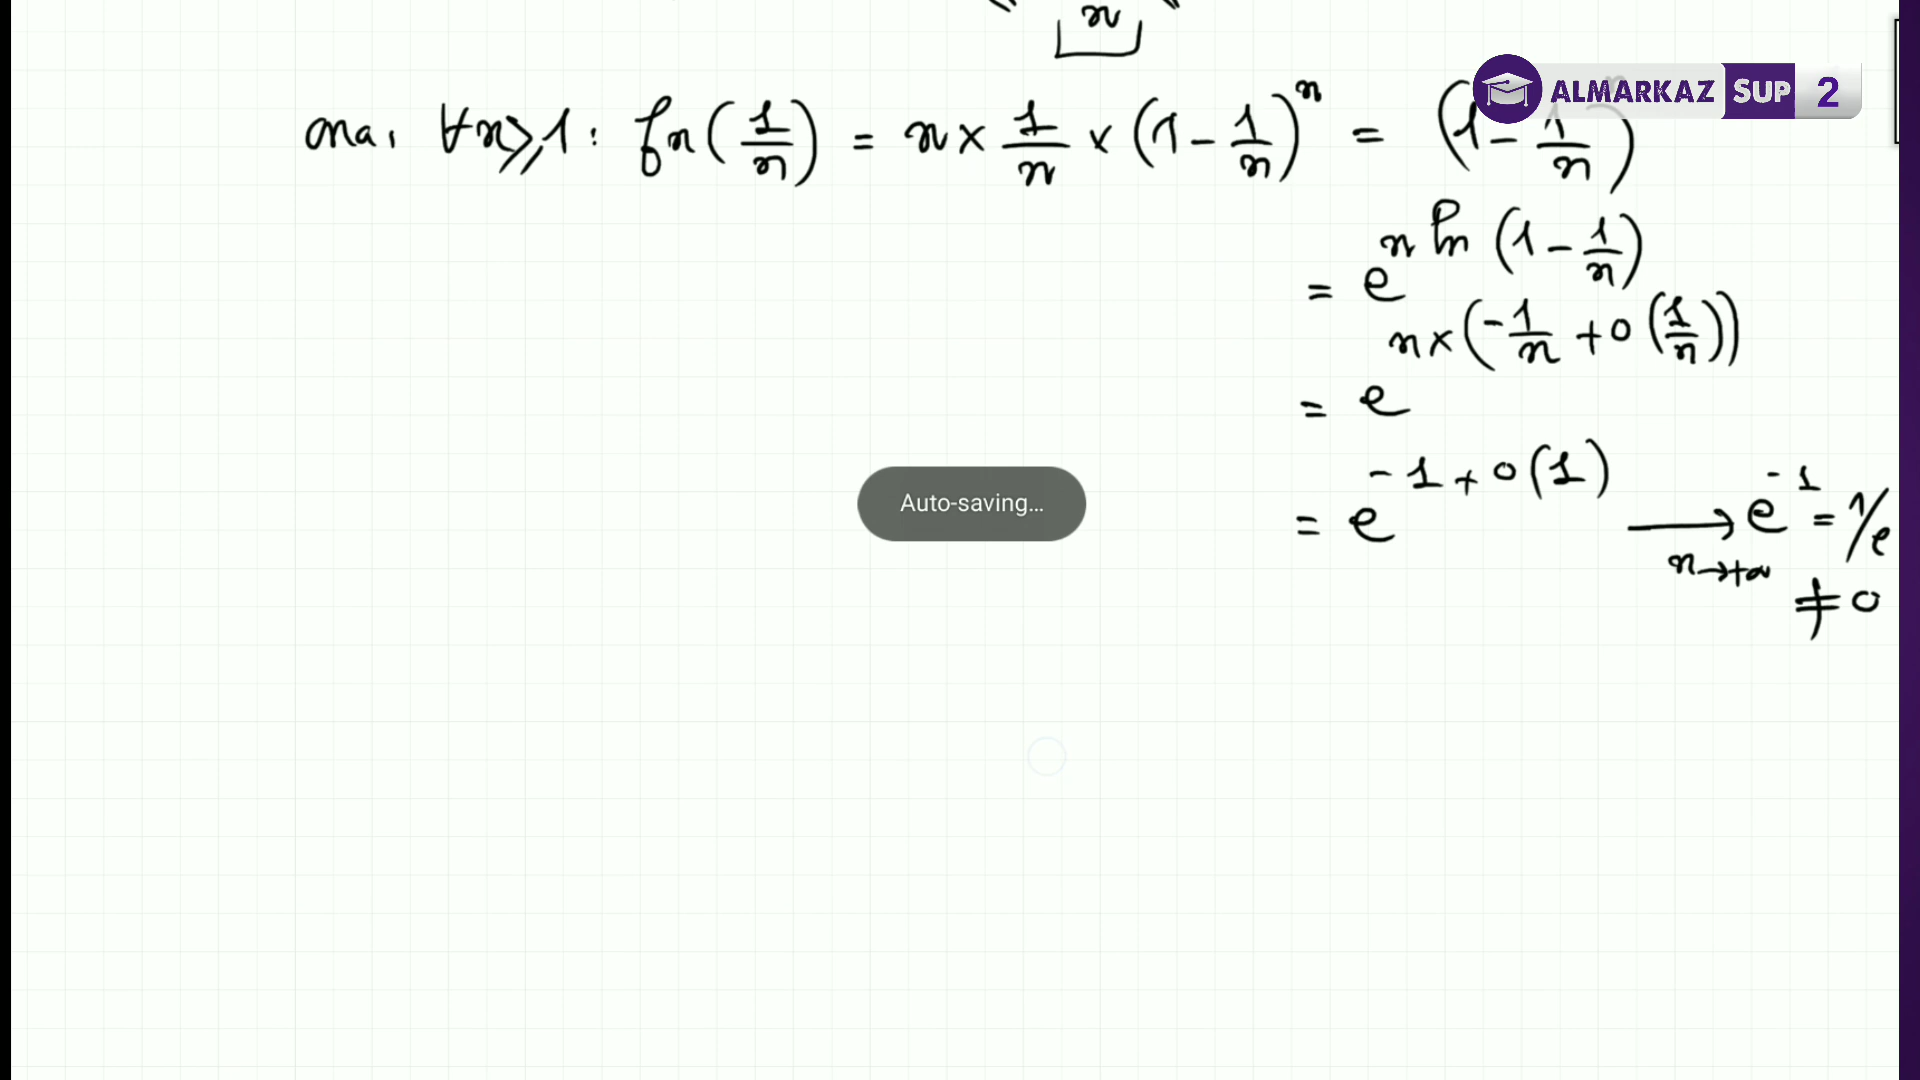 n
ona, ∀n⩾1: fn(1/n) = n × 1/n × (1 - 1/n)^n = (1 - 1/n)^n
= e^{n ln (1 - 1/n)}
= e^{n×(-1/n + o(1/n))}
= e^{-1 + o(1)} ⟶ e^{-1} = 1/e
n→+∞
≠ 0
ALMARKAZ SUP 2
Auto-saving...